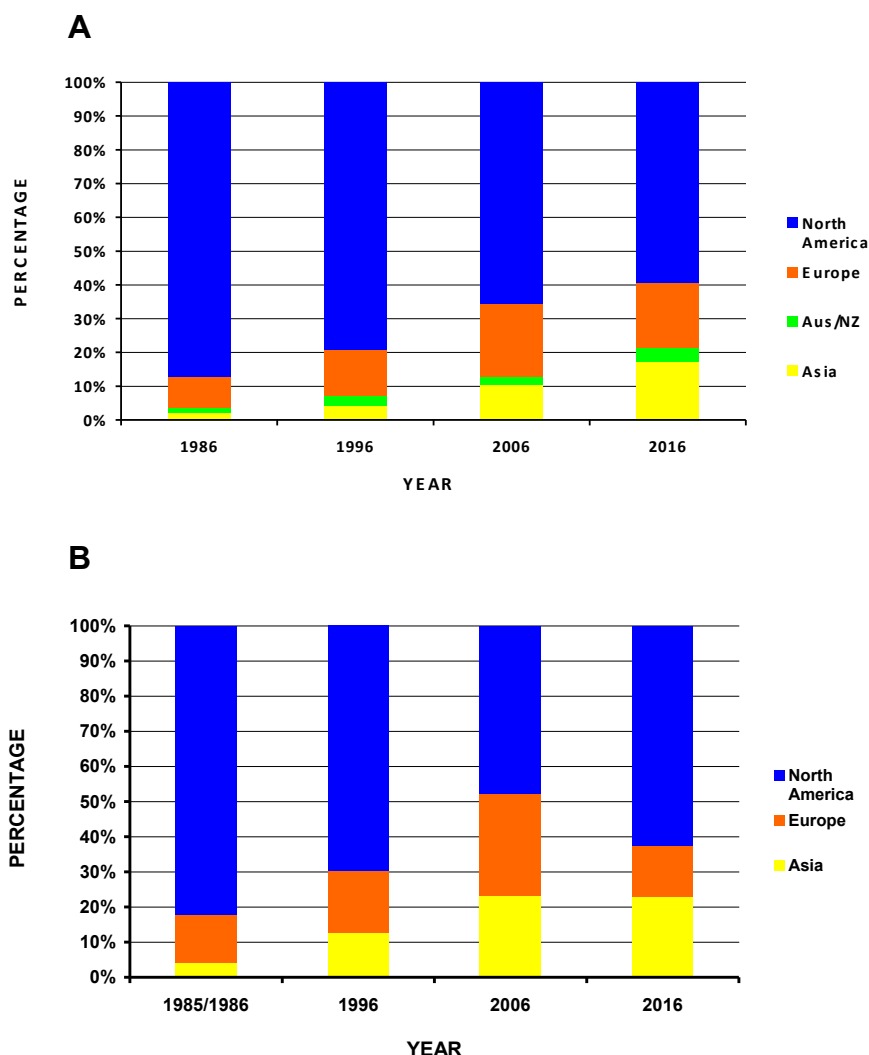 A
100%
90%
80%
70%
60%
50%
40%
30%
20%
10%
0%
PERCENTAGE
1986 1996 2006 2016
YEAR
North
America
Europe
Aus/NZ
Asia
B
100%
90%
80%
70%
60%
50%
40%
30%
20%
10%
0%
PERCENTAGE
1985/1986 1996 2006 2016
YEAR
North
America
Europe
Asia